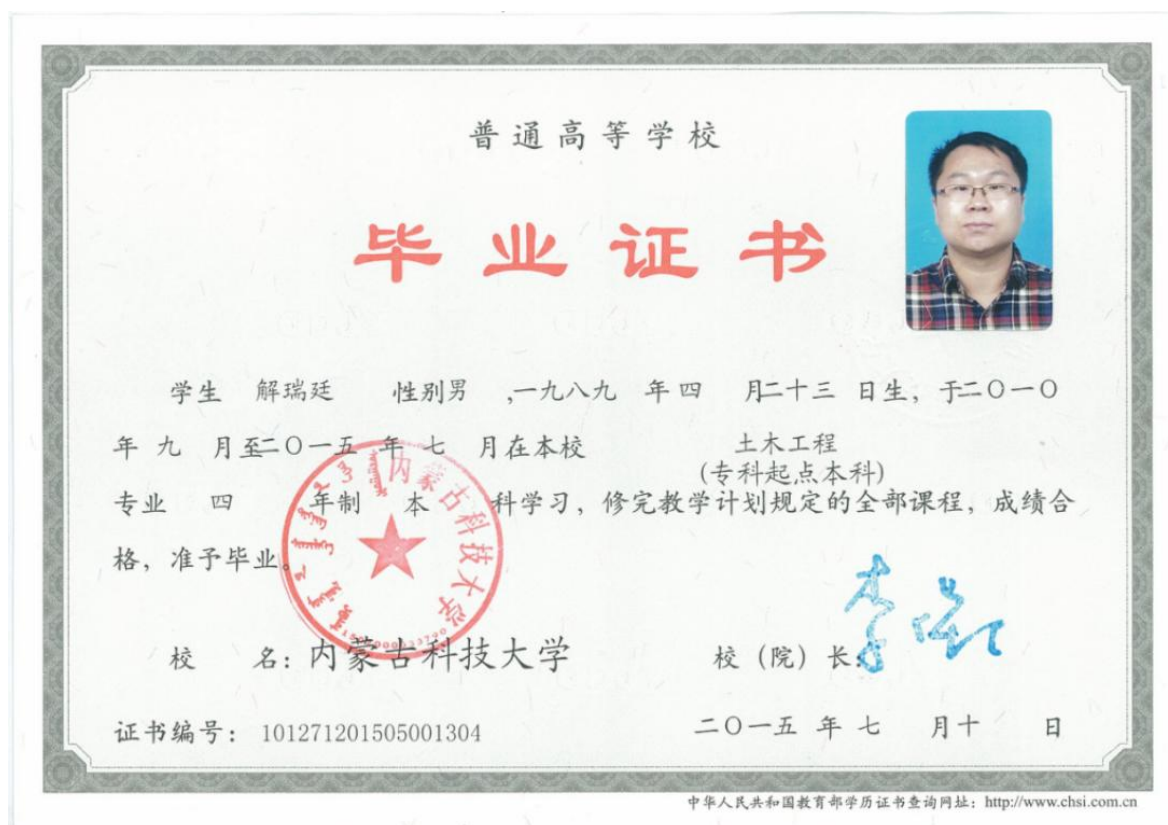 普通高等学校
毕业证书
学生 解瑞廷 性别男 ,一九八九 年四 月二十三 日生，于二〇一〇
年 九 月至二〇一五 年 七 月在本校 土木工程
(专科起点本科)
专业 四 年制 本 科学习，修完教学计划规定的全部课程，成绩合
格，准予毕业。
内蒙古科技大学
校 名：内蒙古科技大学 校（院）长：
证书编号： 101271201505001304 二〇一五 年 七 月十 日
中华人民共和国教育部学历证书查询网址：http://www.chsi.com.cn